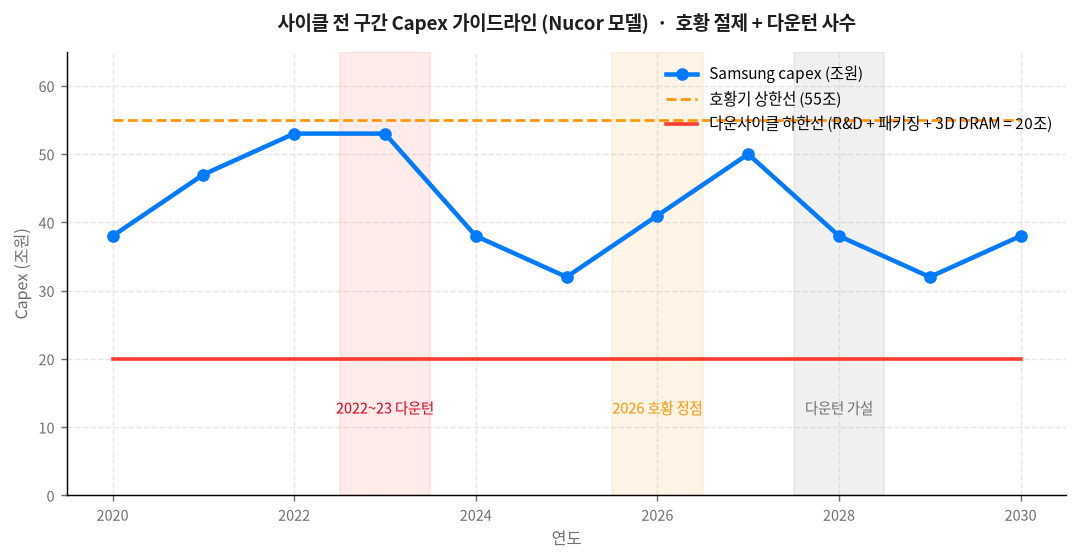 사이클 전 구간 Capex 가이드라인 (Nucor 모델) · 호황 절제 + 다운턴 사수
Samsung capex (조원)
호황기 상한선 (55조)
다운사이클 하한선 (R&D + 패키징 + 3D DRAM = 20조)
Capex (조원)
60
50
40
30
20
10
0
2022~23 다운턴
2026 호황 정점
다운턴 가설
2020
2022
2024
2026
2028
2030
연도